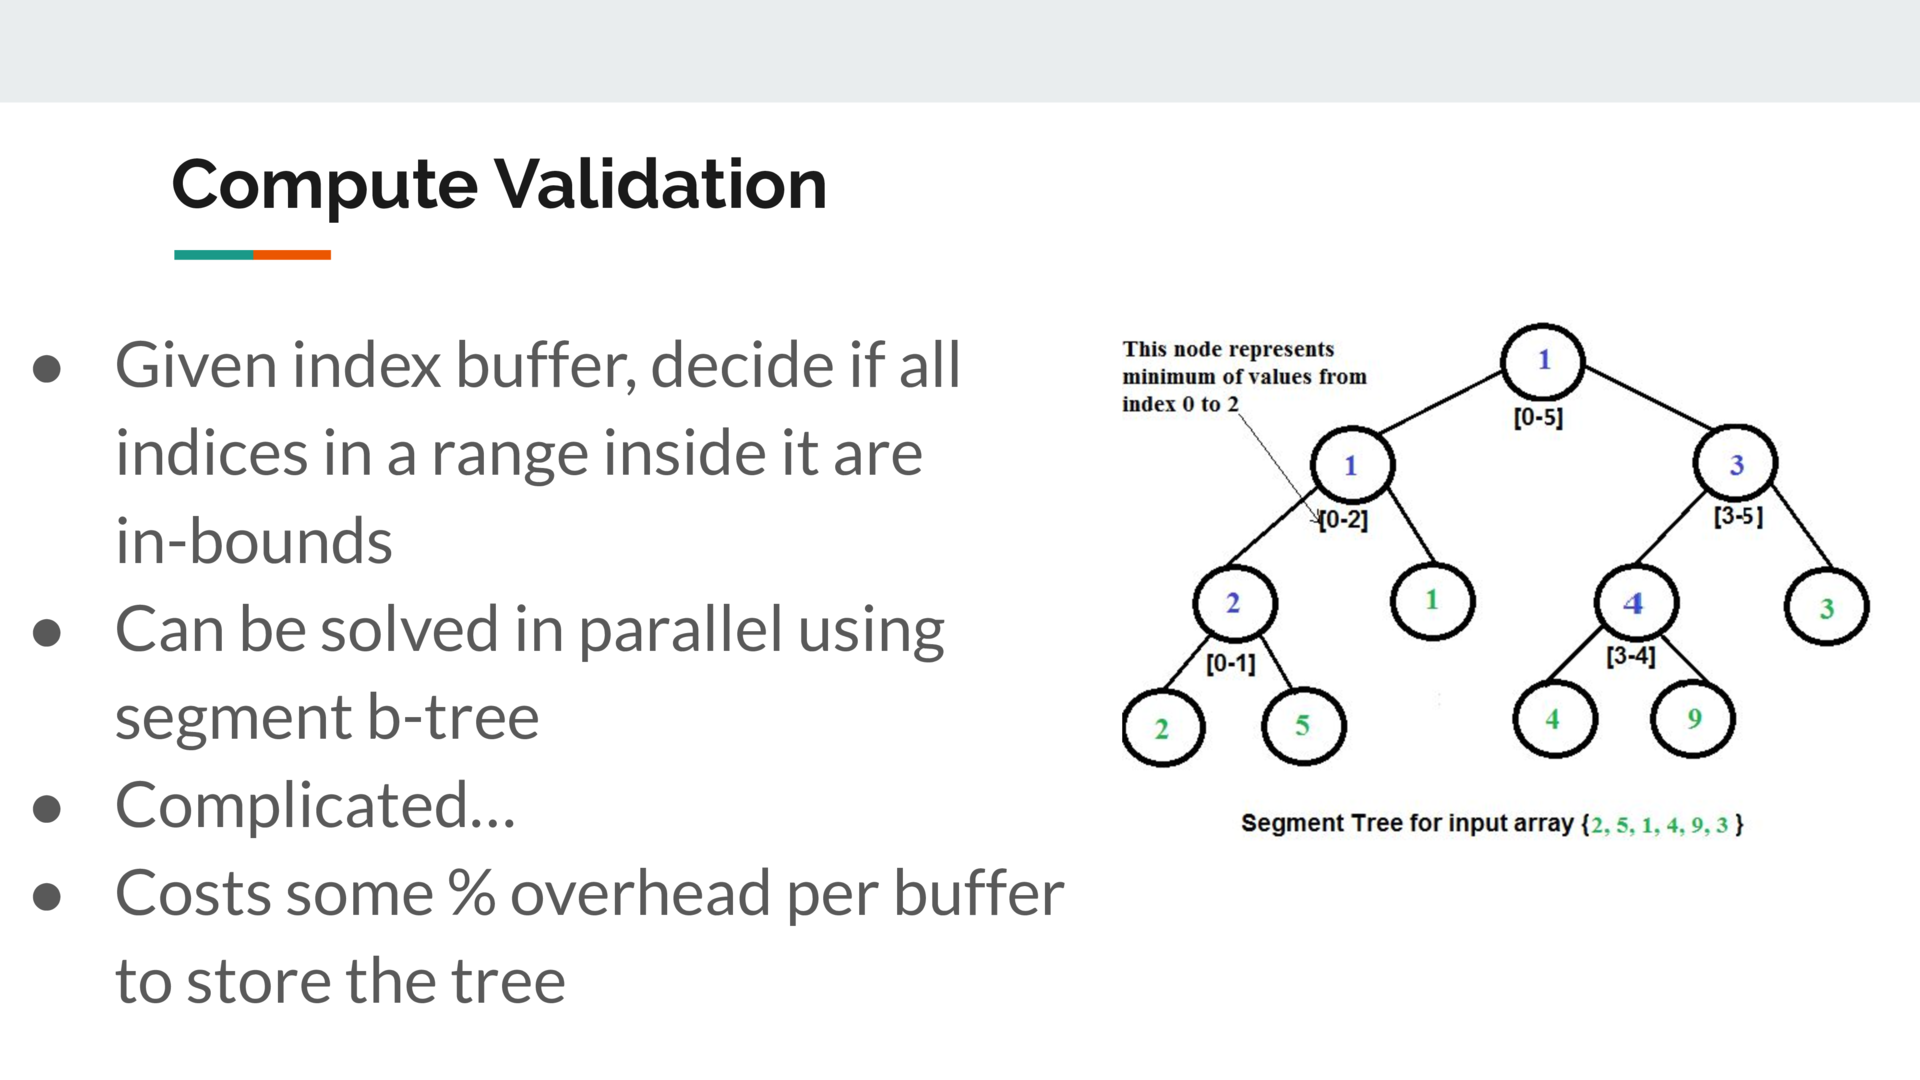 Compute Validation
● Given index buffer, decide if all
indices in a range inside it are
in-bounds
● Can be solved in parallel using
segment b-tree
● Complicated...
● Costs some % overhead per buffer
to store the tree
This node represents
minimum of values from
index 0 to 2
1
[0-5]
1
3
[0-2]
[3-5]
2
1
4
3
[0-1]
[3-4]
2
5
4
9
Segment Tree for input array {2, 5, 1, 4, 9, 3 }